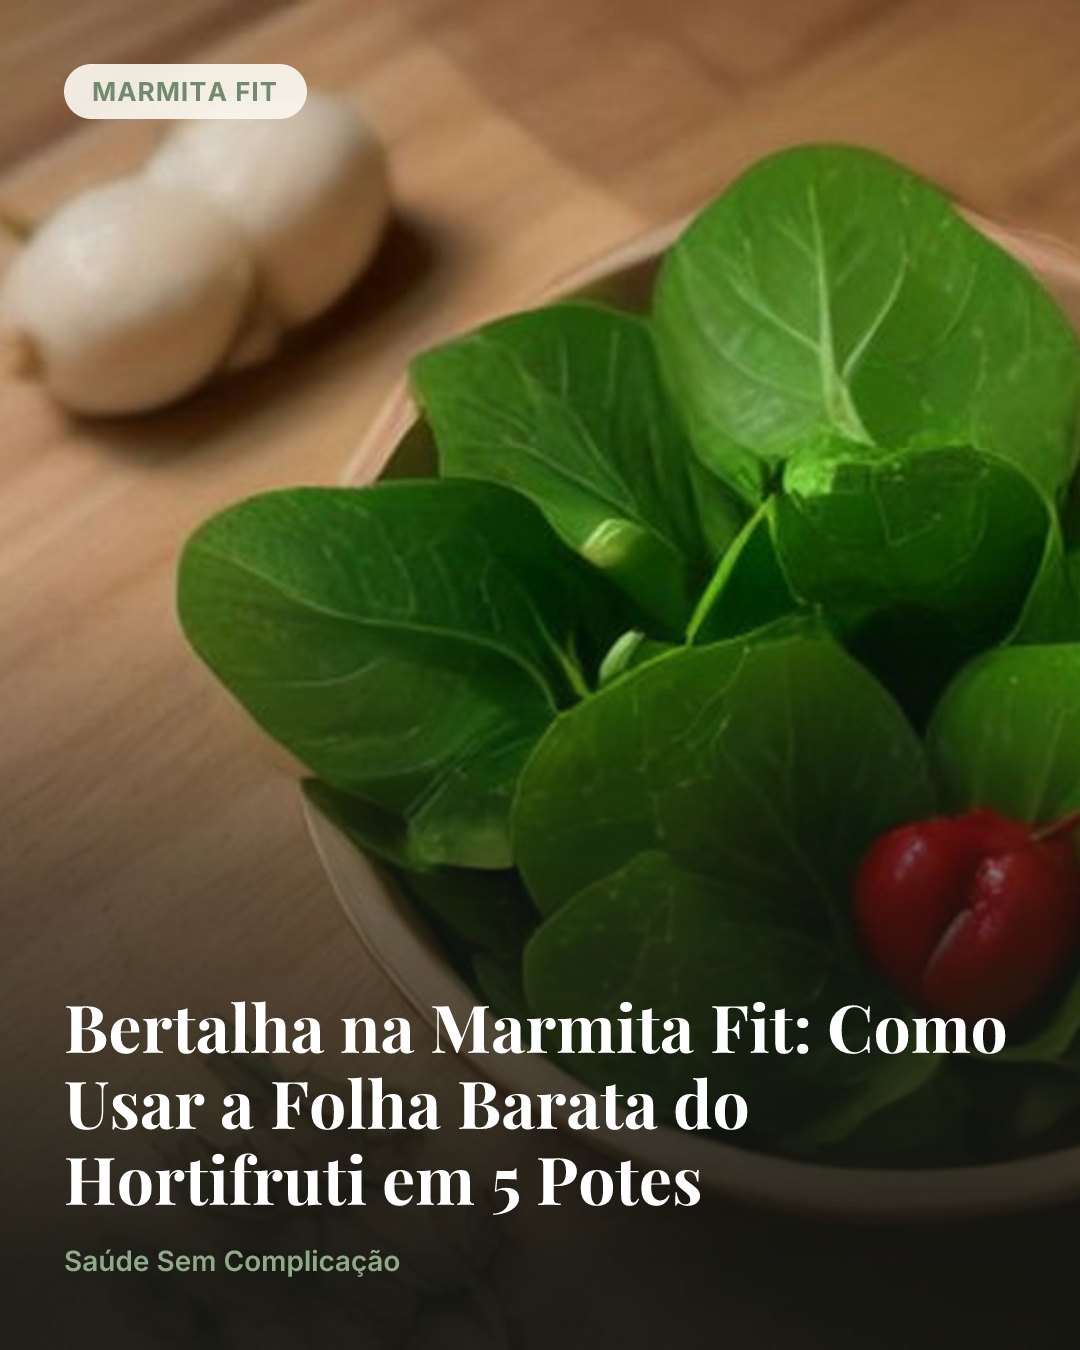 MARMITA FIT
Bertalha na Marmita Fit: Como
Usar a Folha Barata do
Hortifruti em 5 Potes
Saúde Sem Complicação